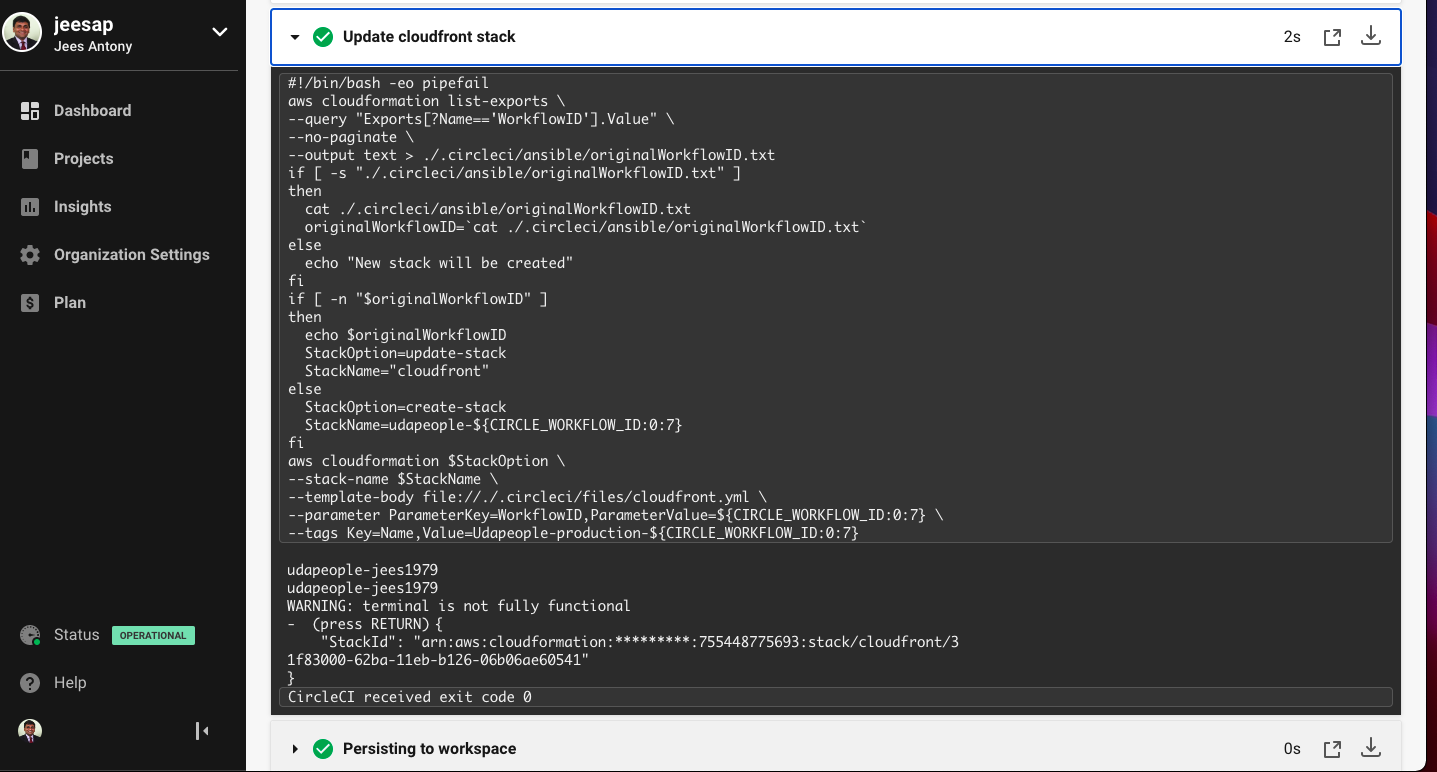 jeesap
Jees Antony
Dashboard
Projects
Insights
Organization Settings
Plan
Status OPERATIONAL
Help
Update cloudfront stack 2s
#!/bin/bash -eo pipefail
aws cloudformation list-exports \
--query "Exports[?Name=='WorkflowID'].Value" \
--no-paginate \
--output text > ./.circleci/ansible/originalWorkflowID.txt
if [ -s "./.circleci/ansible/originalWorkflowID.txt" ]
then
  cat ./.circleci/ansible/originalWorkflowID.txt
  originalWorkflowID=`cat ./.circleci/ansible/originalWorkflowID.txt`
else
  echo "New stack will be created"
fi
if [ -n "$originalWorkflowID" ]
then
  echo $originalWorkflowID
  StackOption=update-stack
  StackName="cloudfront"
else
  StackOption=create-stack
  StackName=udapeople-${CIRCLE_WORKFLOW_ID:0:7}
fi
aws cloudformation $StackOption \
--stack-name $StackName \
--template-body file://./.circleci/files/cloudfront.yml \
--parameter ParameterKey=WorkflowID,ParameterValue=${CIRCLE_WORKFLOW_ID:0:7} \
--tags Key=Name,Value=Udapeople-production-${CIRCLE_WORKFLOW_ID:0:7}
udapeople-jees1979
udapeople-jees1979
WARNING: terminal is not fully functional
-  (press RETURN) {
    "StackId": "arn:aws:cloudformation:*********:755448775693:stack/cloudfront/3
1f83000-62ba-11eb-b126-06b06ae60541"
}
CircleCI received exit code 0
Persisting to workspace 0s